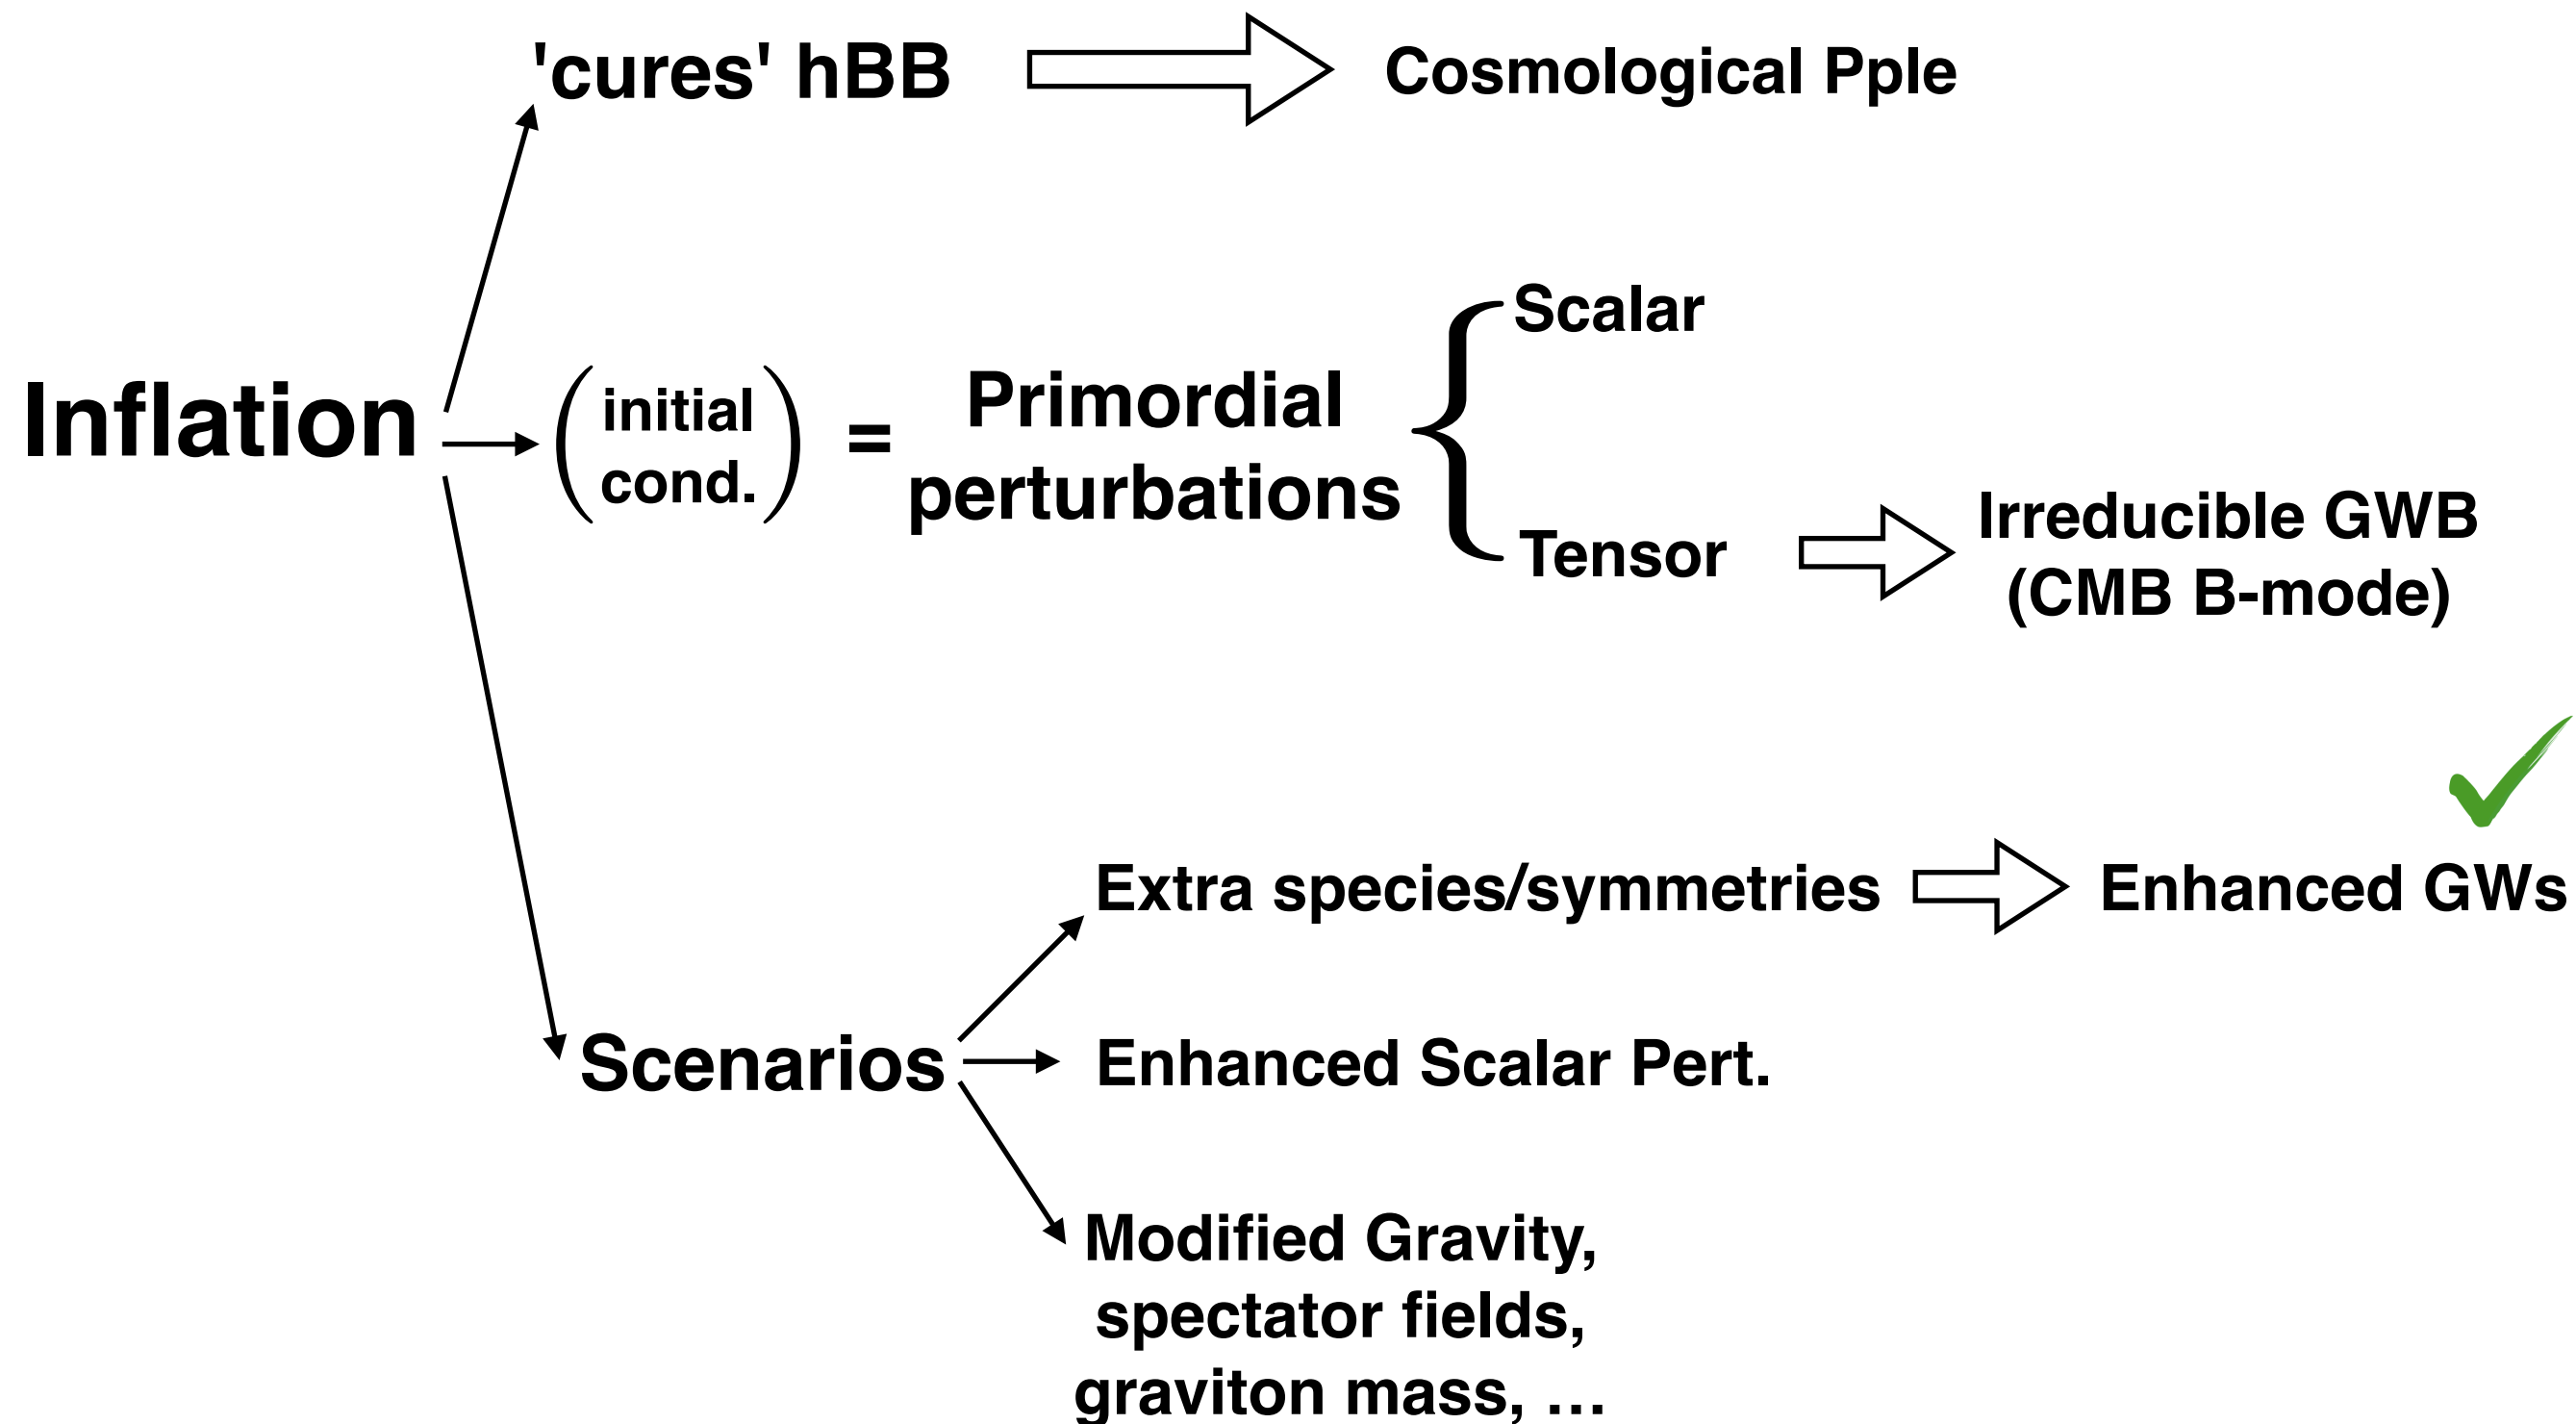 'cures' hBB
Cosmological Pple
Inflation
initial
cond.
=
Primordial
perturbations
Scalar
Tensor
Irreducible GWB
(CMB B-mode)
Scenarios
Extra species/symmetries
Enhanced GWs
Enhanced Scalar Pert.
Modified Gravity,
spectator fields,
graviton mass, ...